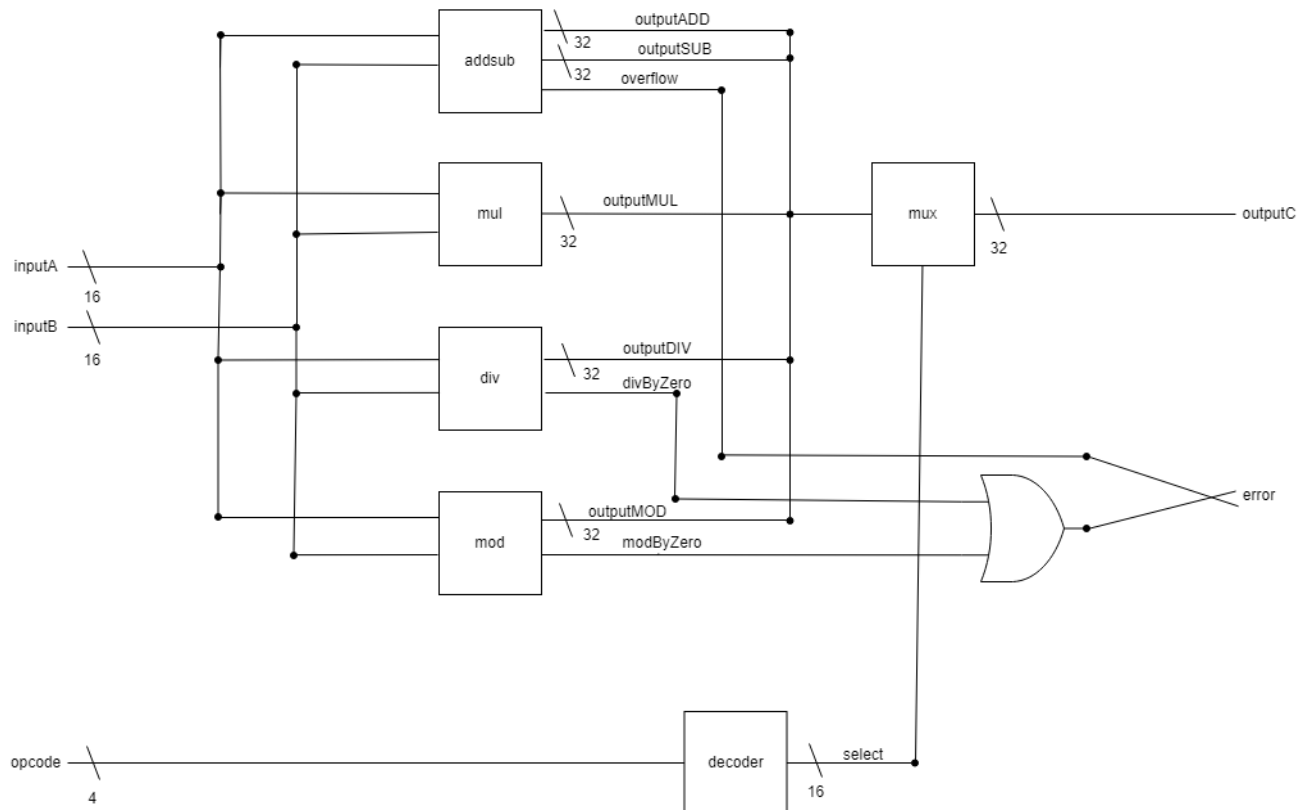 outputADD
32
addsub
outputSUB
32
overflow
mul
outputMUL
32
mux
32
outputC
inputA
16
inputB
16
div
outputDIV
32
divByZero
error
mod
outputMOD
32
modByZero
opcode
4
decoder
select
16